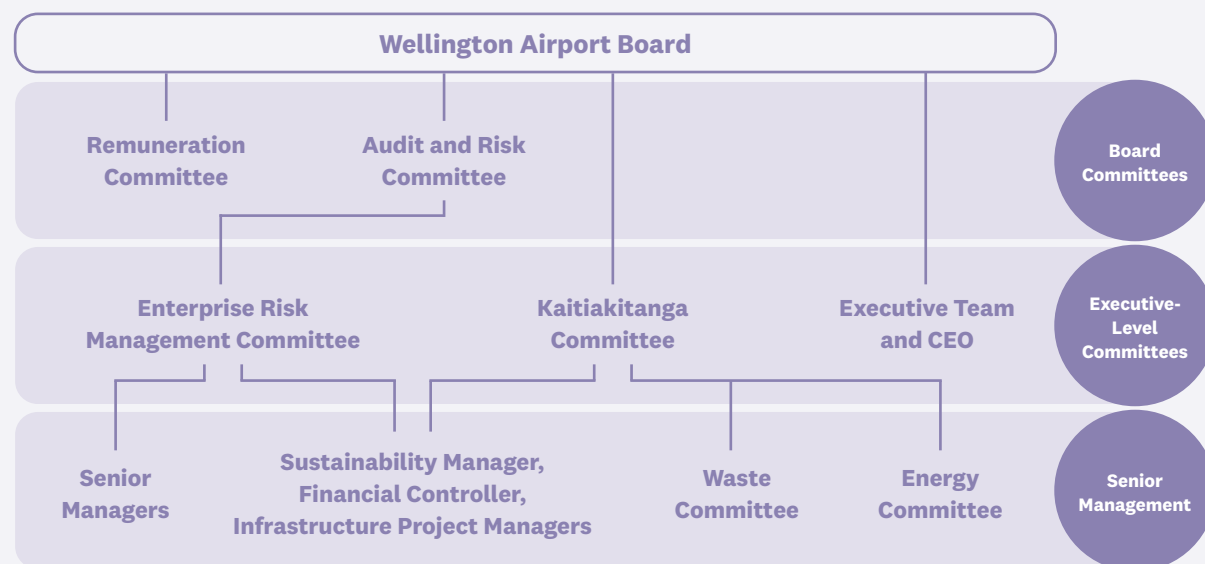 Wellington Airport Board
Remuneration
Committee
Audit and Risk
Committee
Board
Committees
Enterprise Risk
Management Committee
Kaitiakitanga
Committee
Executive Team
and CEO
Executive-
Level
Committees
Senior
Managers
Sustainability Manager,
Financial Controller,
Infrastructure Project Managers
Waste
Committee
Energy
Committee
Senior
Management